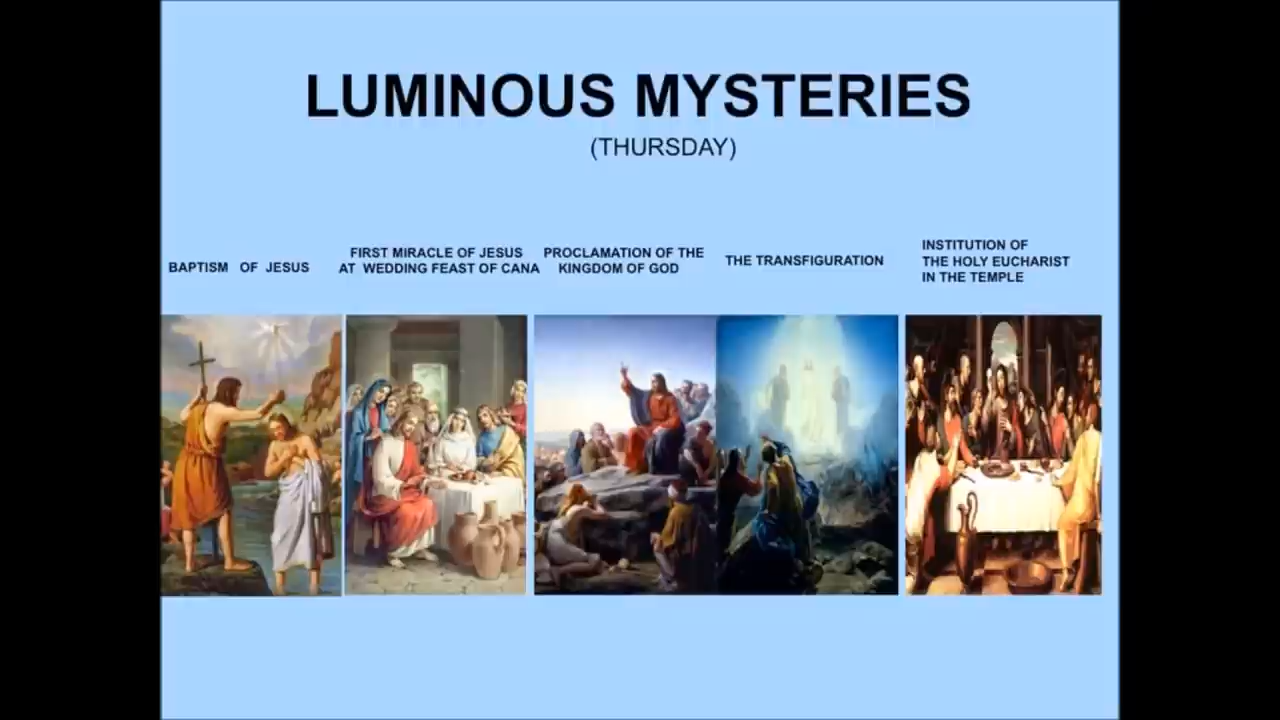 LUMINOUS MYSTERIES
(THURSDAY)
BAPTISM OF JESUS
FIRST MIRACLE OF JESUS
AT WEDDING FEAST OF CANA
PROCLAMATION OF THE
KINGDOM OF GOD
THE TRANSFIGURATION
INSTITUTION OF
THE HOLY EUCHARIST
IN THE TEMPLE